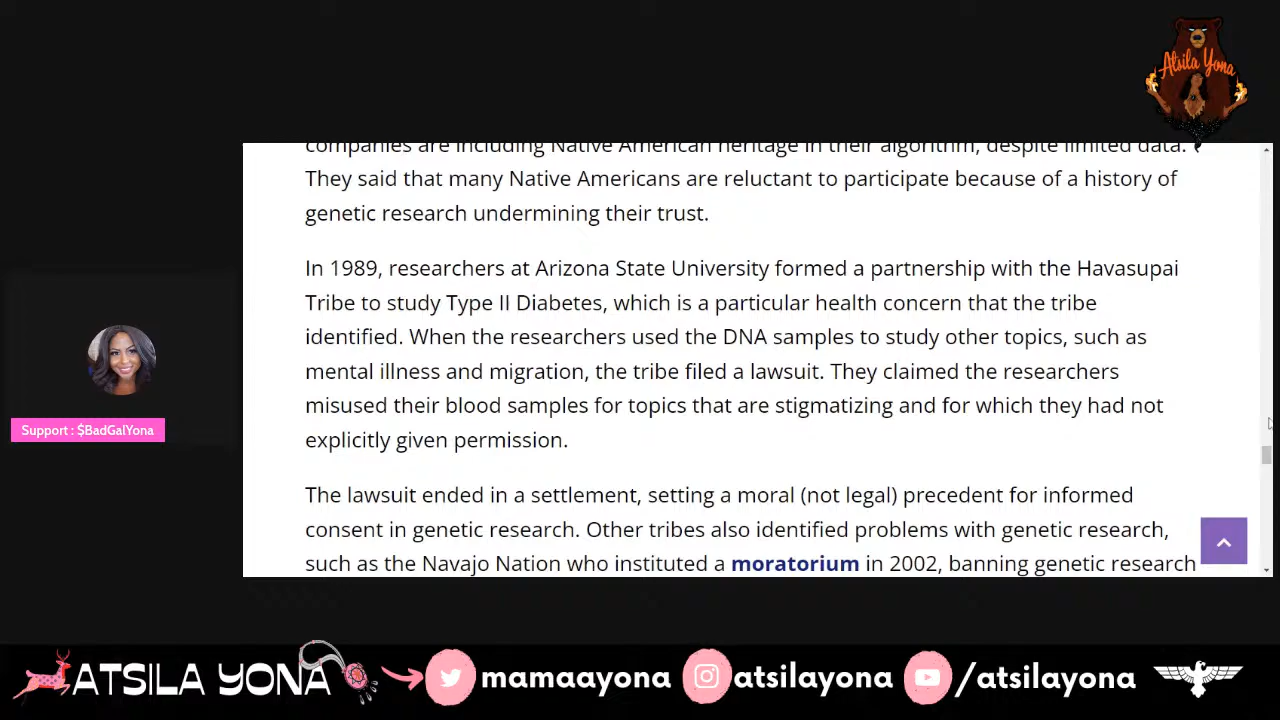 Atsila Yona
companies are including Native American heritage in their algorithm, despite limited data.
They said that many Native Americans are reluctant to participate because of a history of
genetic research undermining their trust.
In 1989, researchers at Arizona State University formed a partnership with the Havasupai
Tribe to study Type II Diabetes, which is a particular health concern that the tribe
identified. When the researchers used the DNA samples to study other topics, such as
mental illness and migration, the tribe filed a lawsuit. They claimed the researchers
misused their blood samples for topics that are stigmatizing and for which they had not
explicitly given permission.
The lawsuit ended in a settlement, setting a moral (not legal) precedent for informed
consent in genetic research. Other tribes also identified problems with genetic research,
such as the Navajo Nation who instituted a moratorium in 2002, banning genetic research
Support : $BadGalYona
ATSILA YONA mamaayona atsilayona /atsilayona